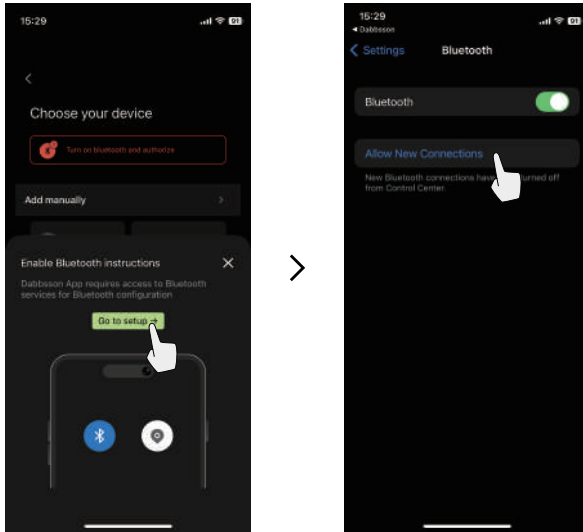 15:29
01
Choose your device
Turn on bluetooth and authorize
Add manually
Enable Bluetooth instructions
Dabbsson App requires access to Bluetooth
services for Bluetooth configuration
Go to setup
15:29
01
Dabbsson
Settings
Bluetooth
Bluetooth
Allow New Connections
New Bluetooth connections have turned off
from Control Center.